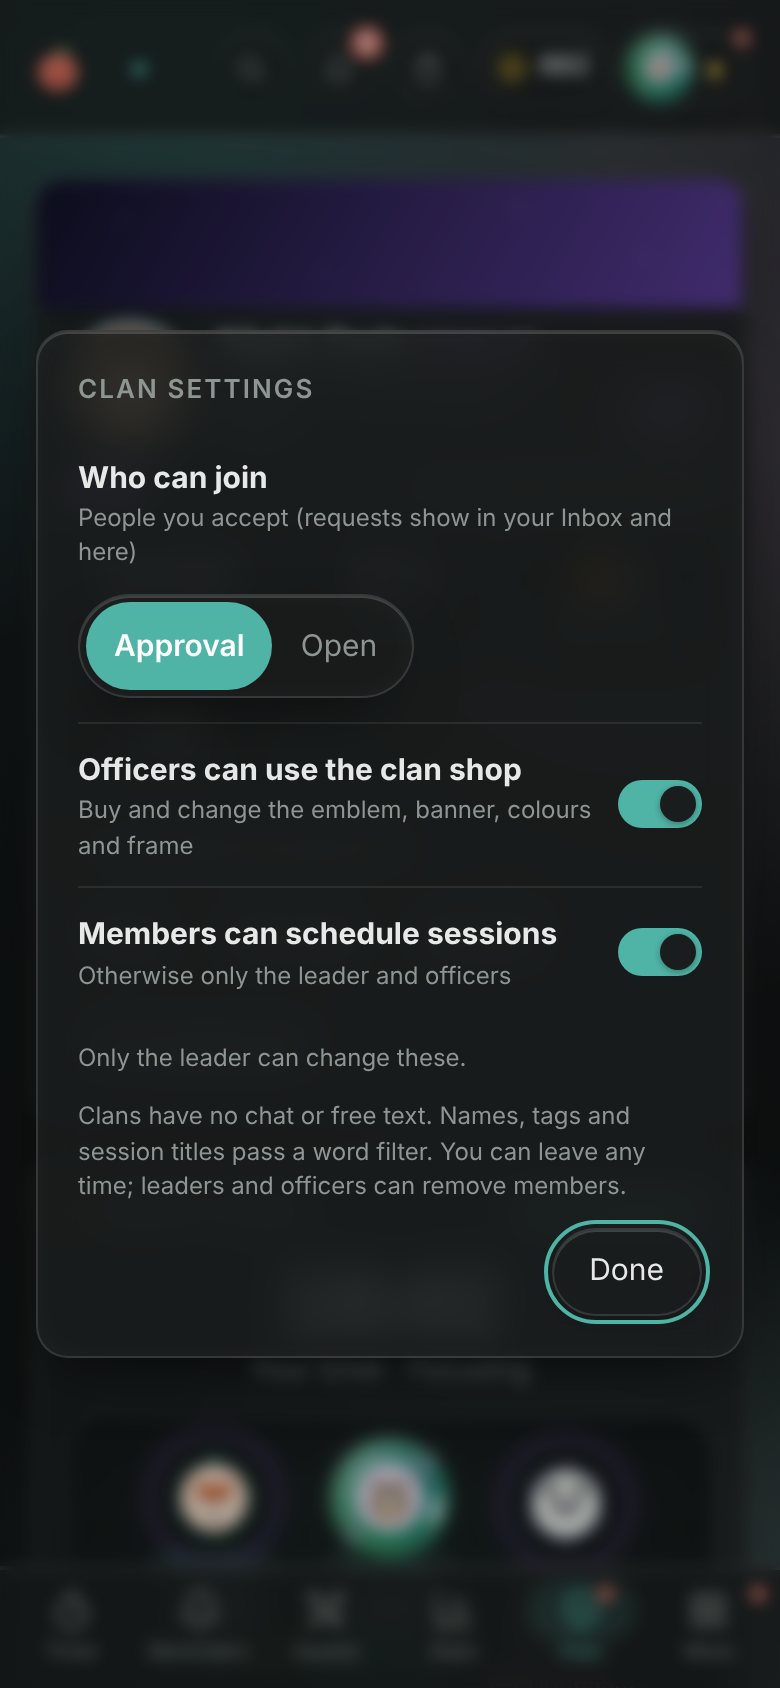 CLAN SETTINGS
Who can join
People you accept (requests show in your Inbox and
here)
Approval
Open
Officers can use the clan shop
Buy and change the emblem, banner, colours
and frame
Members can schedule sessions
Otherwise only the leader and officers
Only the leader can change these.
Clans have no chat or free text. Names, tags and
session titles pass a word filter. You can leave any
time; leaders and officers can remove members.
Done